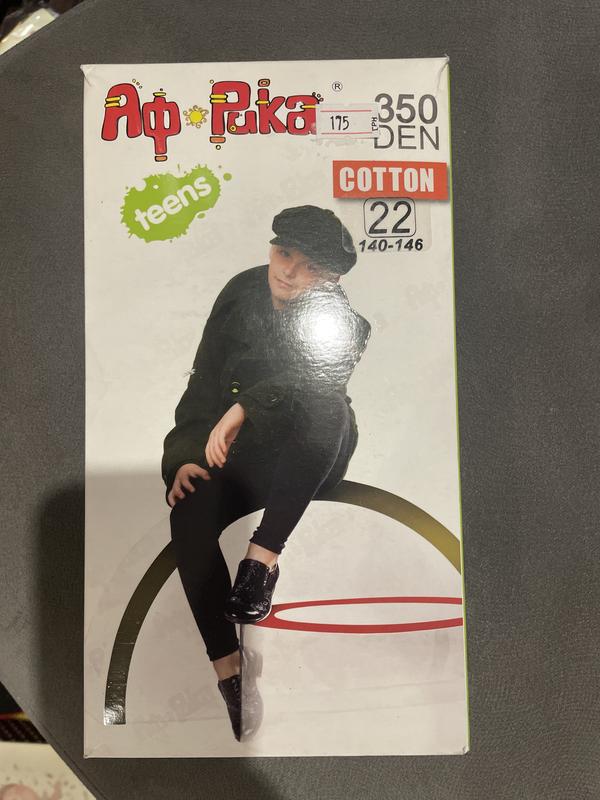 Аф Рика ®
175 ГРН
350
DEN
COTTON
teens
22
140-146